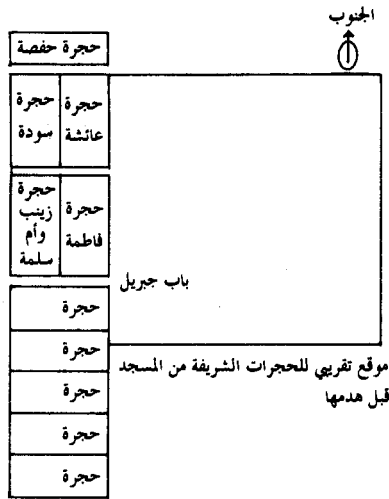 الجنوب
حجرة حفصة
حجرة
عائشة
حجرة
سودة
حجرة
فاطمة
حجرة
زينب
وأم
سلمة
باب جبريل
حجرة
حجرة
حجرة
حجرة
حجرة
موقع تقريبي للحجرات الشريفة من المسجد
قبل هدمها